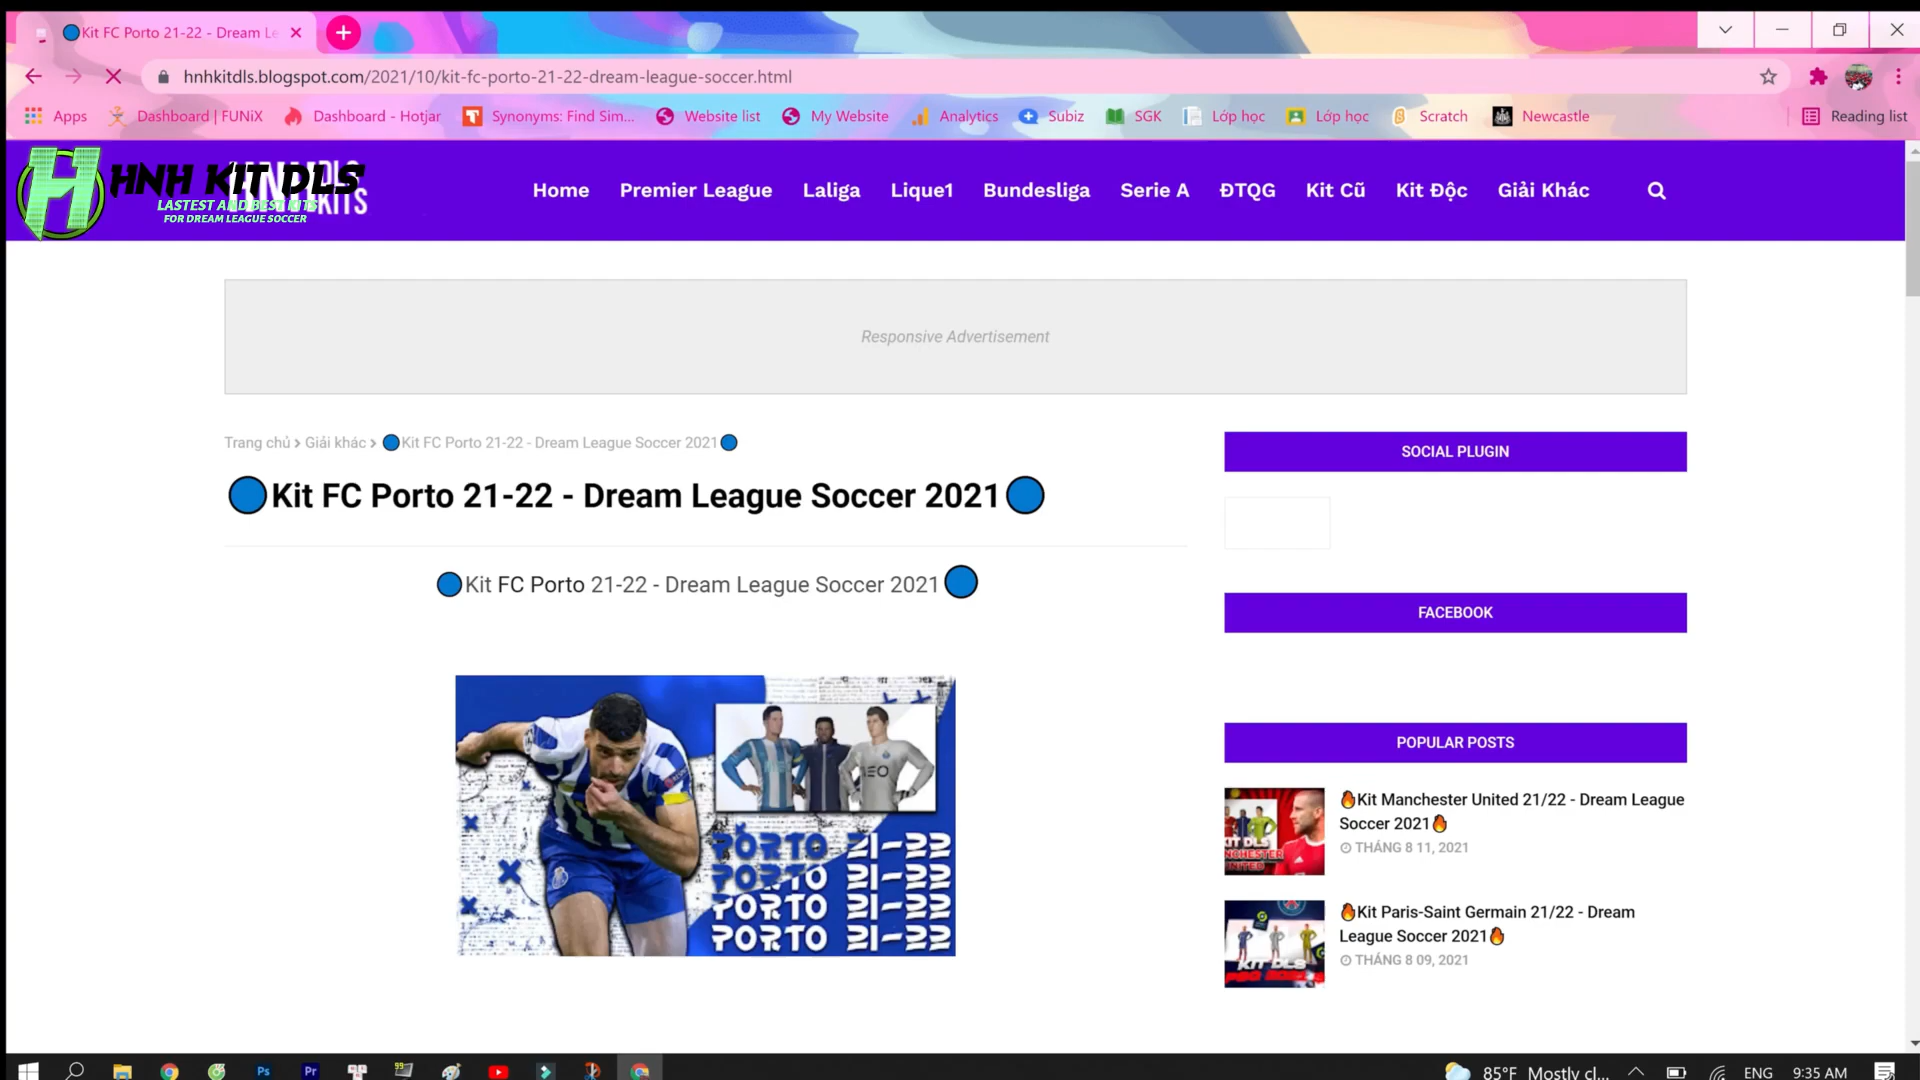 Kit FC Porto 21-22 - Dream Le
hnhkitdls.blogspot.com/2021/10/kit-fc-porto-21-22-dream-league-soccer.html
Apps Dashboard | FUNiX Dashboard - Hotjar Synonyms: Find Sim... Website list My Website Analytics Subiz SGK Lớp học Lớp học Scratch Newcastle Reading list
HNH KIT DLS
LASTEST AND BEST KITS
FOR DREAM LEAGUE SOCCER
Home Premier League Laliga Lique1 Bundesliga Serie A ĐTQG Kit Cũ Kit Độc Giải Khác
Responsive Advertisement
Trang chủ Giải khác Kit FC Porto 21-22 - Dream League Soccer 2021
Kit FC Porto 21-22 - Dream League Soccer 2021
Kit FC Porto 21-22 - Dream League Soccer 2021
PORTO 21-22
PORTO 21-22
PORTO 21-22
PORTO 21-22
SOCIAL PLUGIN
FACEBOOK
POPULAR POSTS
Kit Manchester United 21/22 - Dream League
Soccer 2021
THÁNG 8 11, 2021
Kit Paris-Saint Germain 21/22 - Dream
League Soccer 2021
THÁNG 8 09, 2021
KIT DLS
Ps Pr 99 85°F Mostly cl... ENG 9:35 AM